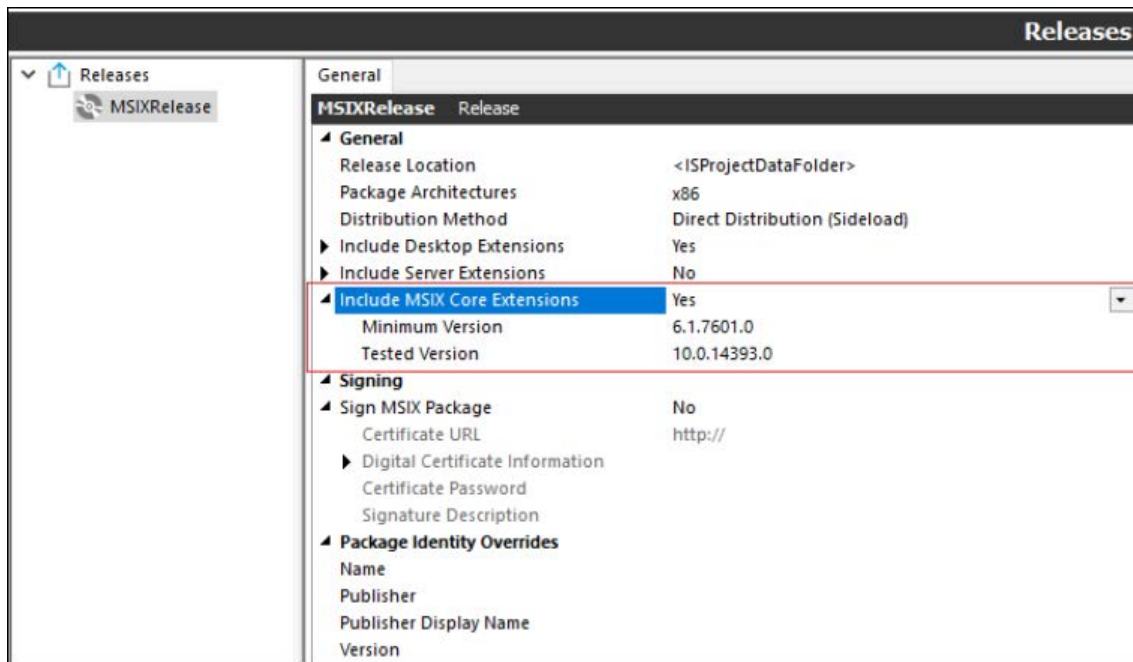 Releases
Releases
MSIXRelease
General
MSIXRelease Release
General
Release Location <ISProjectDataFolder>
Package Architectures x86
Distribution Method Direct Distribution (Sideload)
Include Desktop Extensions Yes
Include Server Extensions No
Include MSIX Core Extensions Yes
Minimum Version 6.1.7601.0
Tested Version 10.0.14393.0
Signing
Sign MSIX Package No
Certificate URL http://
Digital Certificate Information
Certificate Password
Signature Description
Package Identity Overrides
Name
Publisher
Publisher Display Name
Version